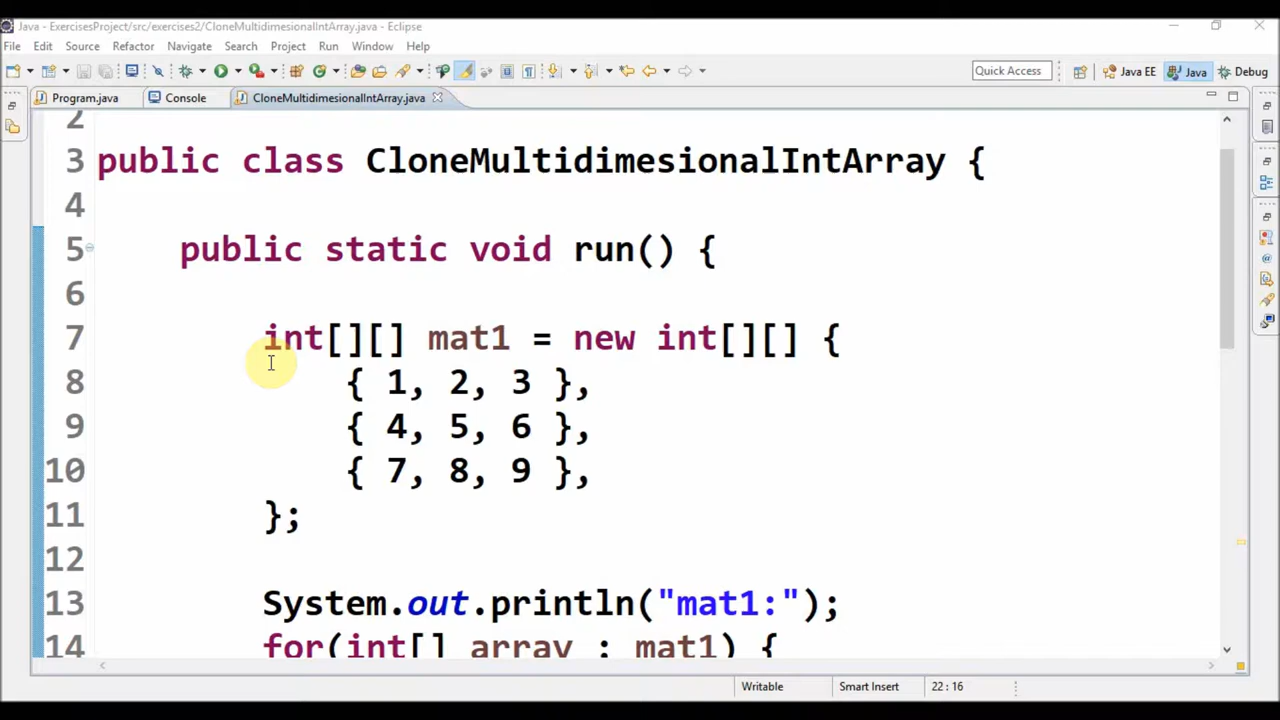 Java - ExercisesProject/src/exercises2/CloneMultidimesionalIntArray.java - Eclipse
File Edit Source Refactor Navigate Search Project Run Window Help
Quick Access Java EE Java Debug
Program.java Console CloneMultidimesionalIntArray.java
2
3 public class CloneMultidimesionalIntArray {
4
5 public static void run() {
6
7 int[][] mat1 = new int[][] {
8 { 1, 2, 3 },
9 { 4, 5, 6 },
10 { 7, 8, 9 },
11 };
12
13 System.out.println("mat1:");
14 for(int[] array : mat1) {
Writable Smart Insert 22 : 16